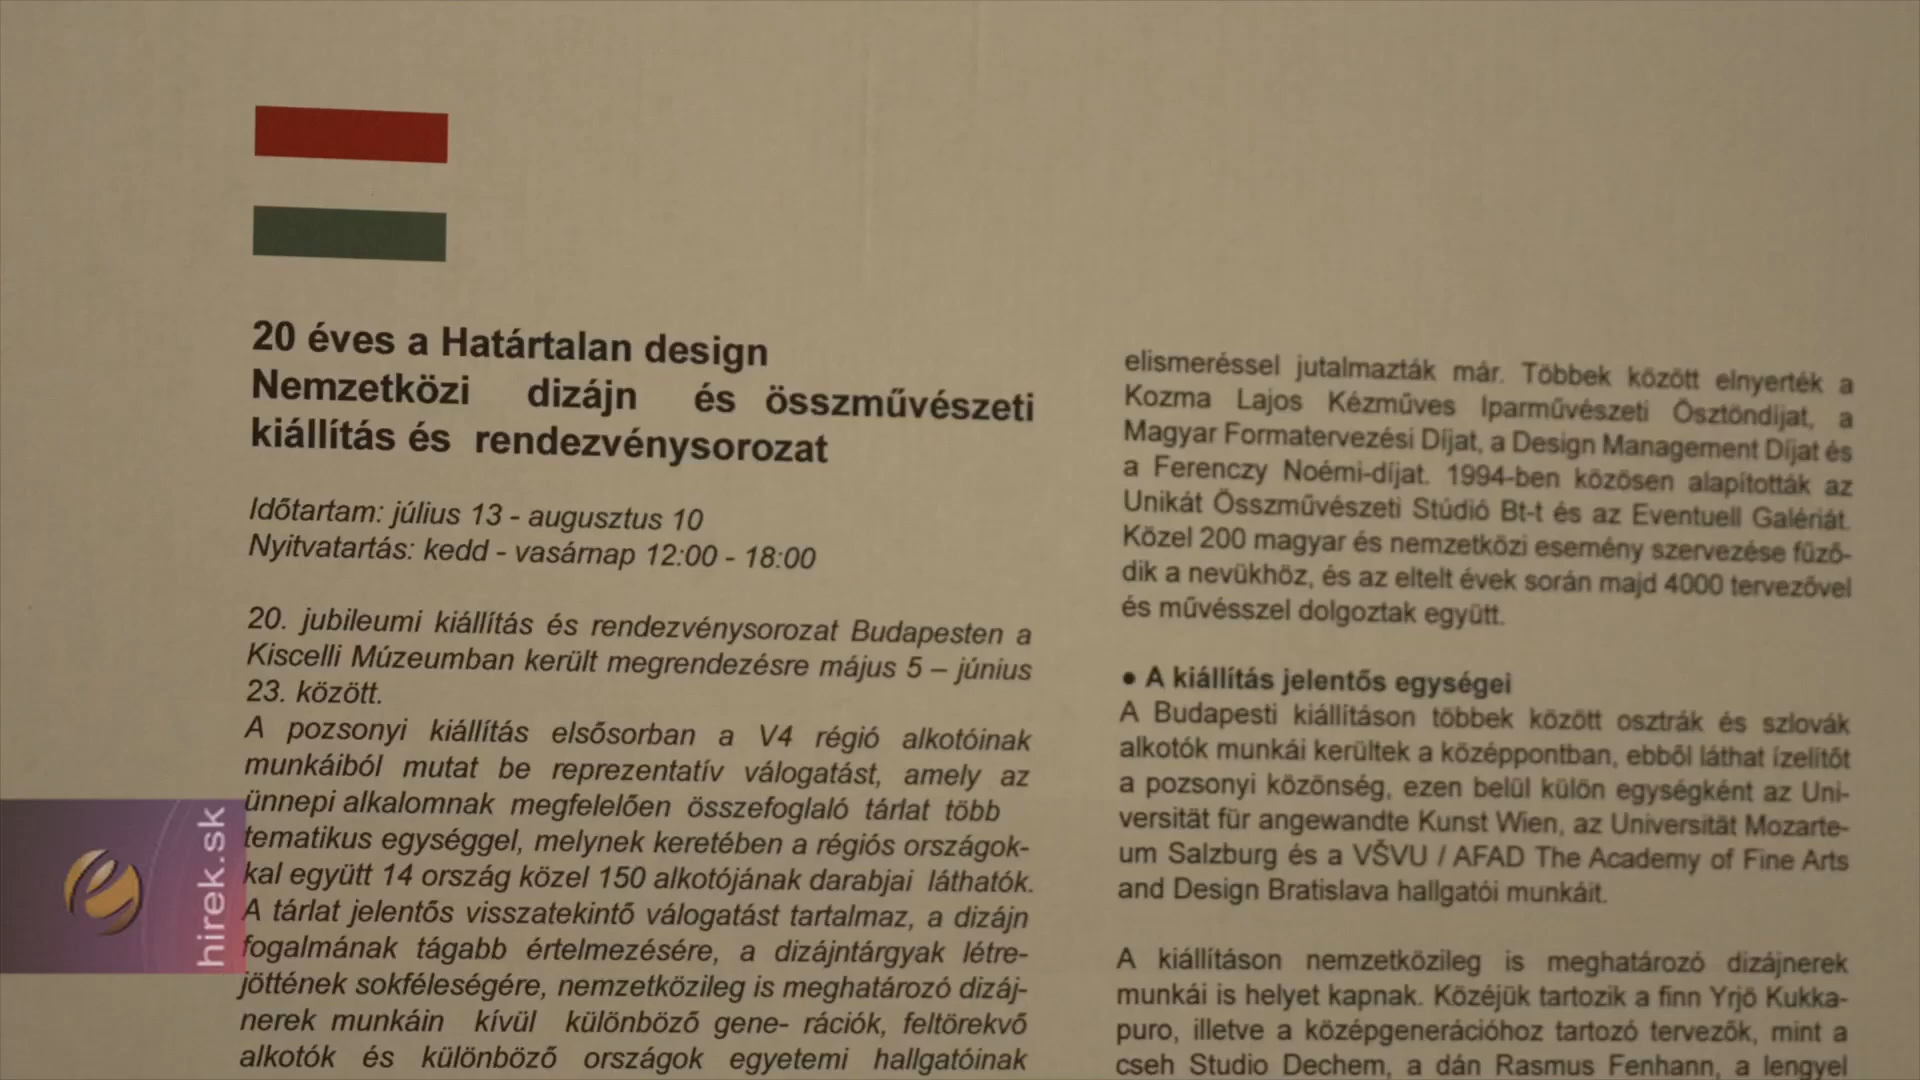 20 éves a Határtalan design
Nemzetközi dizájn és összművészeti
kiállítás és rendezvénysorozat
Időtartam: július 13 - augusztus 10
Nyitvatartás: kedd - vasárnap 12:00 - 18:00
20. jubileumi kiállítás és rendezvénysorozat Budapesten a
Kiscelli Múzeumban került megrendezésre május 5 – június
23. között.
A pozsonyi kiállítás elsősorban a V4 régió alkotóinak
munkáiból mutat be reprezentatív válogatást, amely az
ünnepi alkalomnak megfelelően összefoglaló tárlat több
tematikus egységgel, melynek keretében a régiós országok-
kal együtt 14 ország közel 150 alkotójának darabjai láthatók.
A tárlat jelentős visszatekintő válogatást tartalmaz, a dizájn
fogalmának tágabb értelmezésére, a dizájntárgyak létre-
jöttének sokféleségére, nemzetközileg is meghatározó dizáj-
nerek munkáin kívül különböző gene- rációk, feltörekvő
alkotók és különböző országok egyetemi hallgatóinak
elismeréssel jutalmazták már. Többek között elnyerték a
Kozma Lajos Kézműves Iparművészeti Ösztöndíjat, a
Magyar Formatervezési Díjat, a Design Management Díjat és
a Ferenczy Noémi-díjat. 1994-ben közösen alapították az
Unikát Összművészeti Stúdió Bt-t és az Eventuell Galériát.
Közel 200 magyar és nemzetközi esemény szervezése fűző-
dik a nevükhöz, és az eltelt évek során majd 4000 tervezővel
és művésszel dolgoztak együtt.
● A kiállítás jelentős egységei
A Budapesti kiállításon többek között osztrák és szlovák
alkotók munkái kerültek a középpontban, ebből láthat ízelítőt
a pozsonyi közönség, ezen belül külön egységként az Uni-
versität für angewandte Kunst Wien, az Universität Mozarte-
um Salzburg és a VŠVU / AFAD The Academy of Fine Arts
and Design Bratislava hallgatói munkáit.
A kiállításon nemzetközileg is meghatározó dizájnerek
munkái is helyet kapnak. Közéjük tartozik a finn Yrjö Kukka-
puro, illetve a középgenerációhoz tartozó tervezők, mint a
cseh Studio Dechem, a dán Rasmus Fenhann, a lengyel
hirek.sk